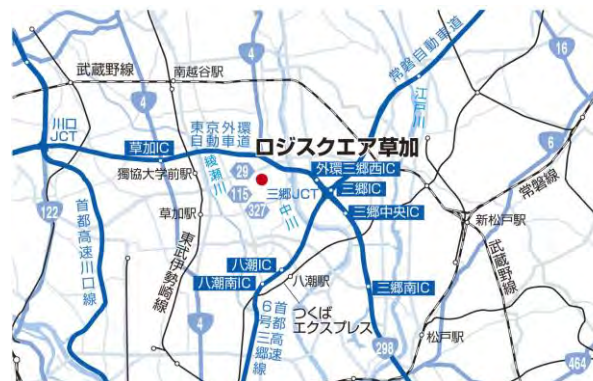 常磐自動車道
16
武蔵野線
南越谷駅
4
4
江戸川
川口
JCT
東京外環
自動車道
ロジスクエア草加
6
草加IC
綾瀬川
外環三郷西IC
獨協大学前駅
29
三郷JCT
三郷IC
常磐線
115
中川
122
草加駅
327
三郷中央IC
新松戸駅
首都高速川口線
東武伊勢崎線
八潮IC
武蔵野線
八潮南IC
八潮駅
三郷南IC
首都高速
6号三郷線
つくば
エクスプレス
4
松戸駅
298
464